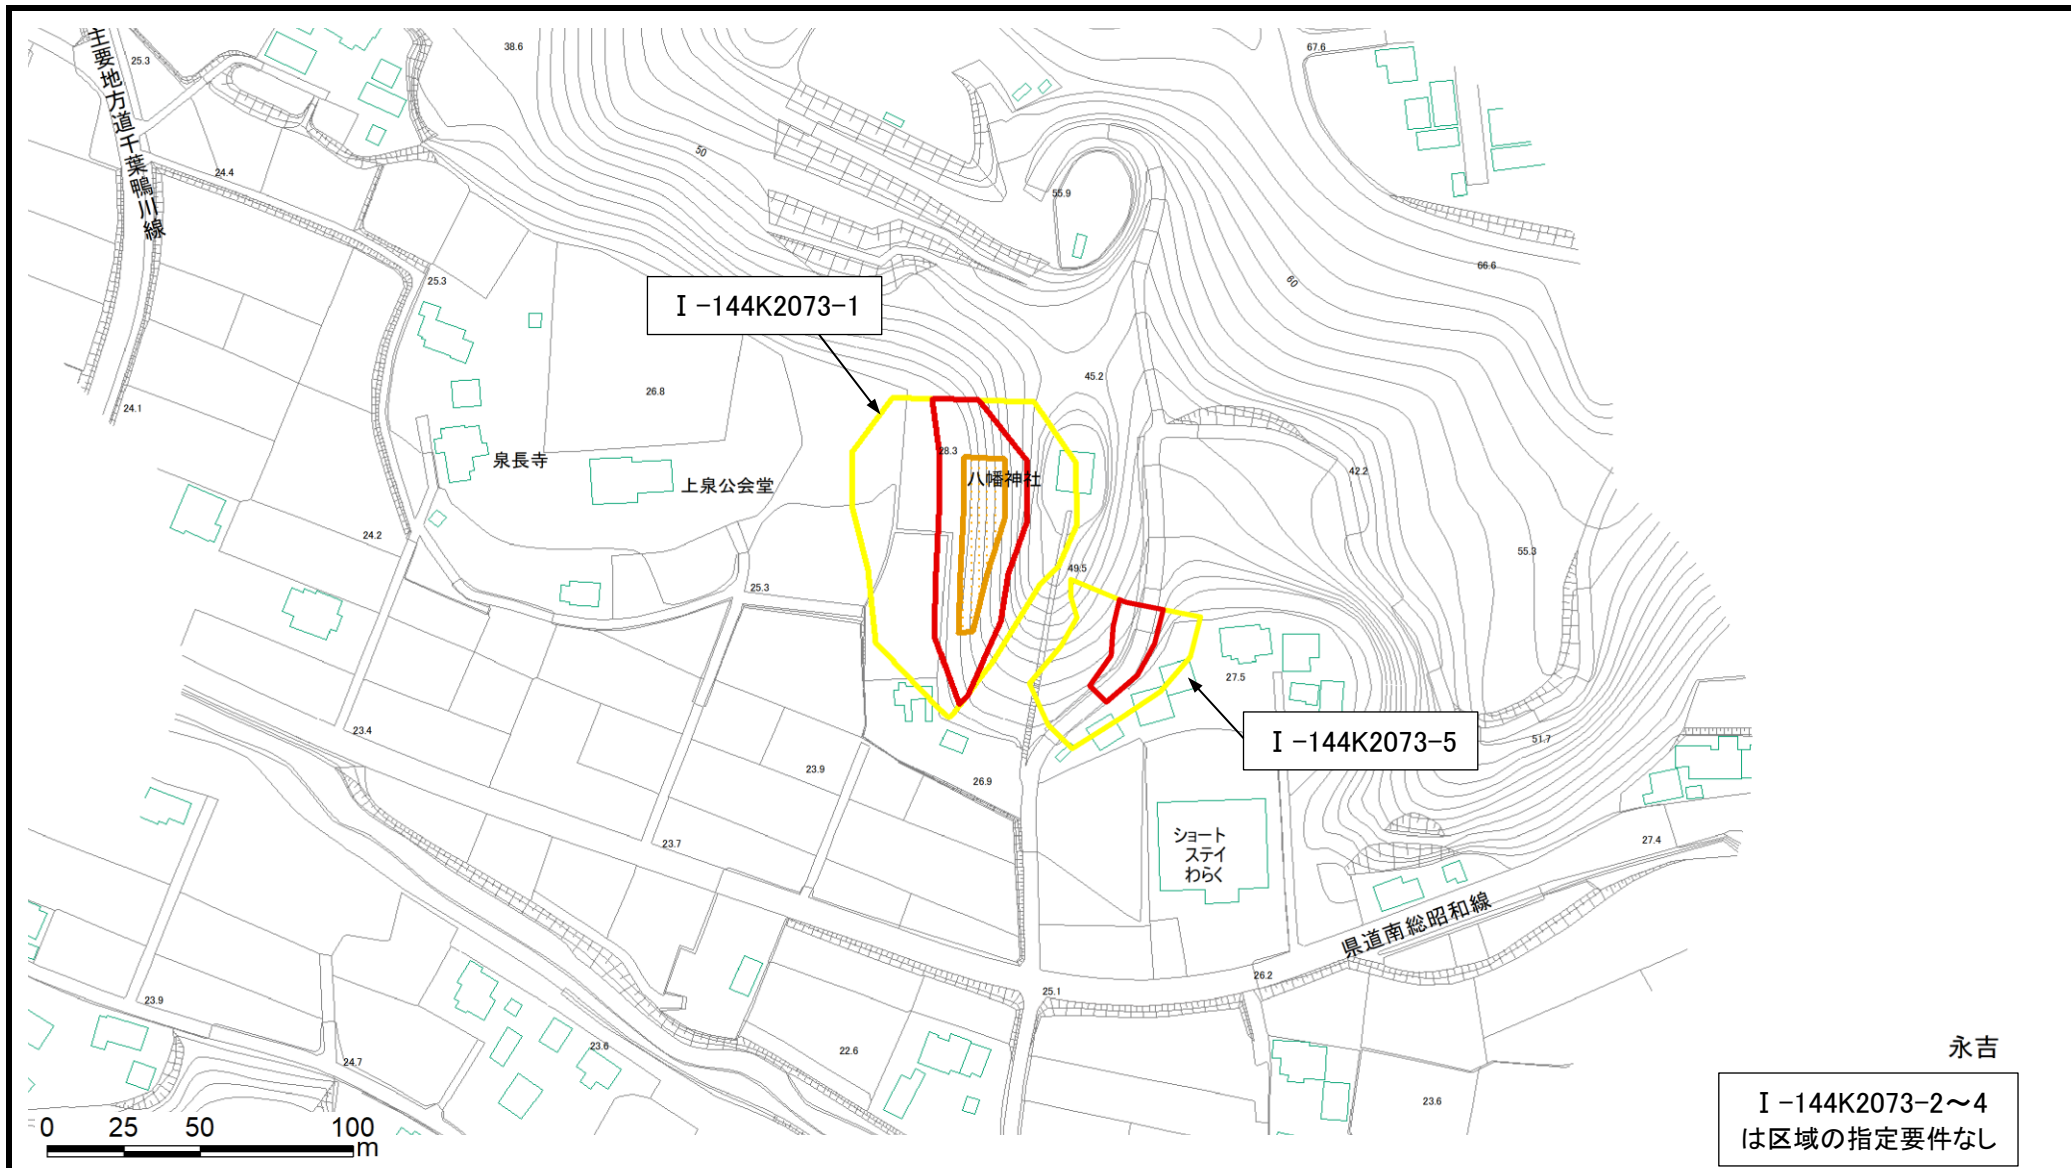 主要地方道千葉鴨川線
25.3
38.6
67.6
24.4
50
55.9
25.3
66.6
60
Ⅰ-144K2073-1
24.1
26.8
45.2
28.3
八幡神社
泉長寺
上泉公会堂
42.2
24.2
55.3
49.5
25.3
27.5
23.4
Ⅰ-144K2073-5
51.7
23.9
26.9
23.7
ショート
ステイ
わらく
27.4
県道南総昭和線
26.2
25.1
23.9
24.7
23.6
22.6
23.6
永吉
Ⅰ-144K2073-2~4
は区域の指定要件なし
0 25 50 100
m